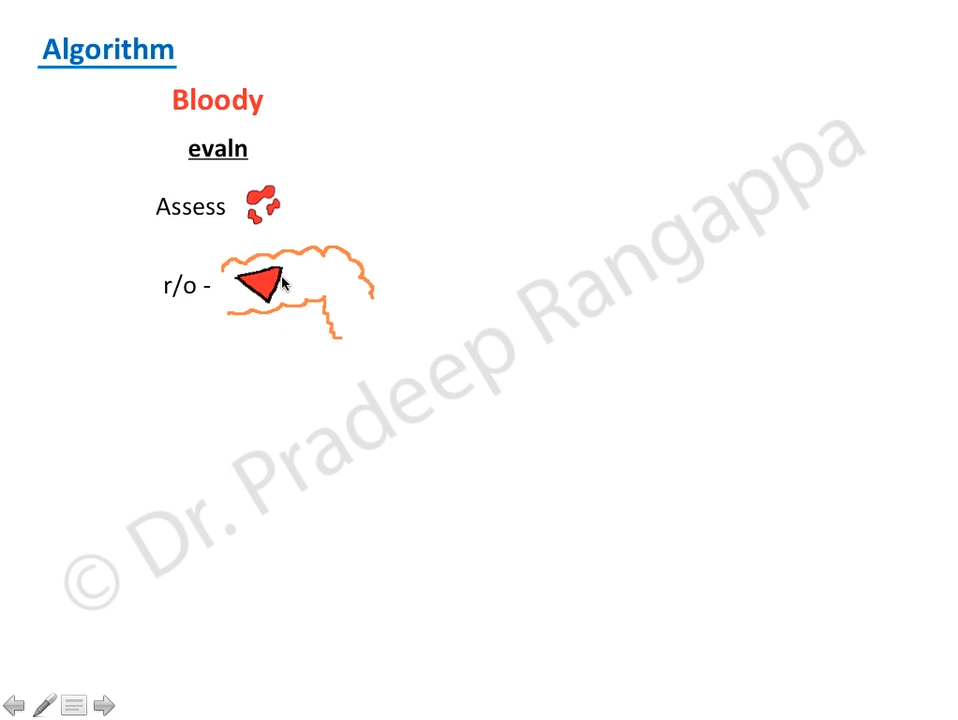 Algorithm
Bloody
evaln
Assess
r/o -
© Dr. Pradeep Rangappa